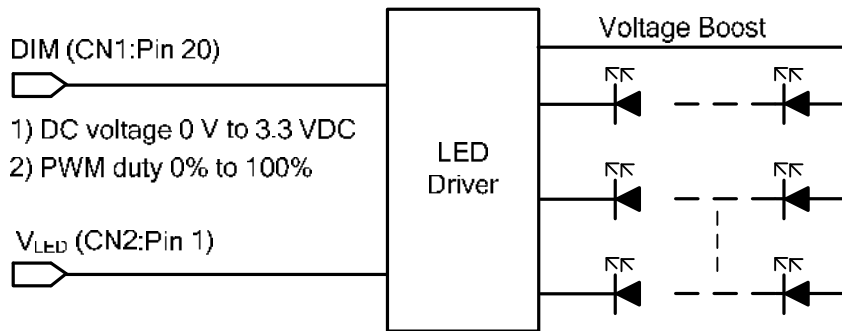 Voltage Boost
DIM (CN1:Pin 20)
1) DC voltage 0 V to 3.3 VDC
2) PWM duty 0% to 100%
LED
Driver
VLED (CN2:Pin 1)